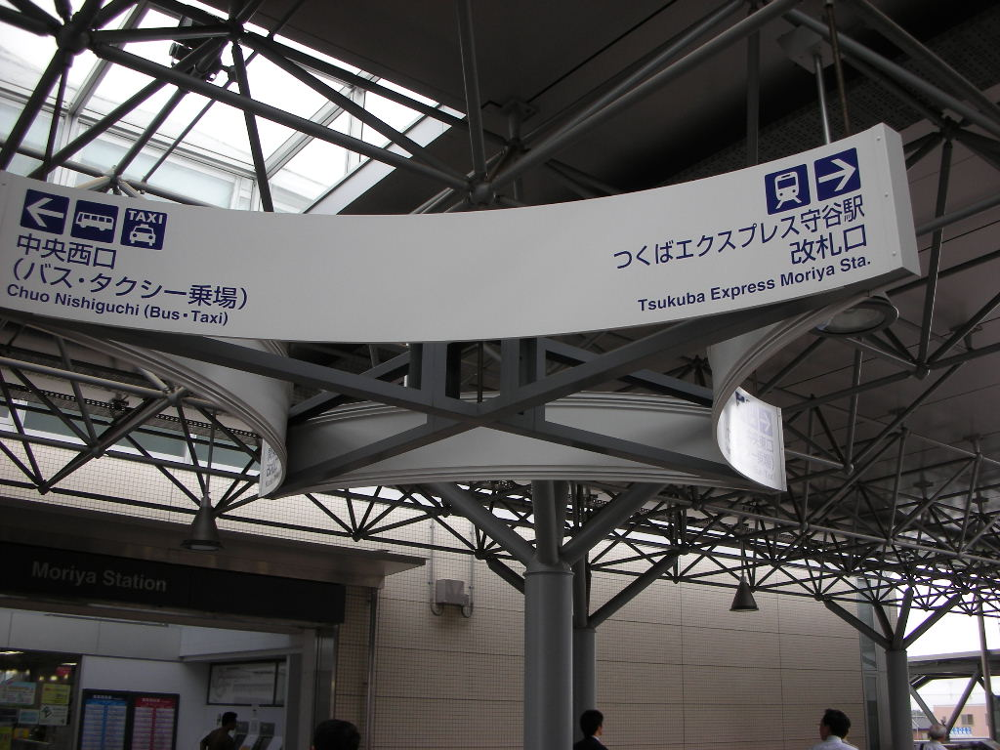 TAXI
中央西口
(バス・タクシー乗場)
Chuo Nishiguchi (Bus・Taxi)
つくばエクスプレス守谷駅
改札口
Tsukuba Express Moriya Sta.
Moriya Station